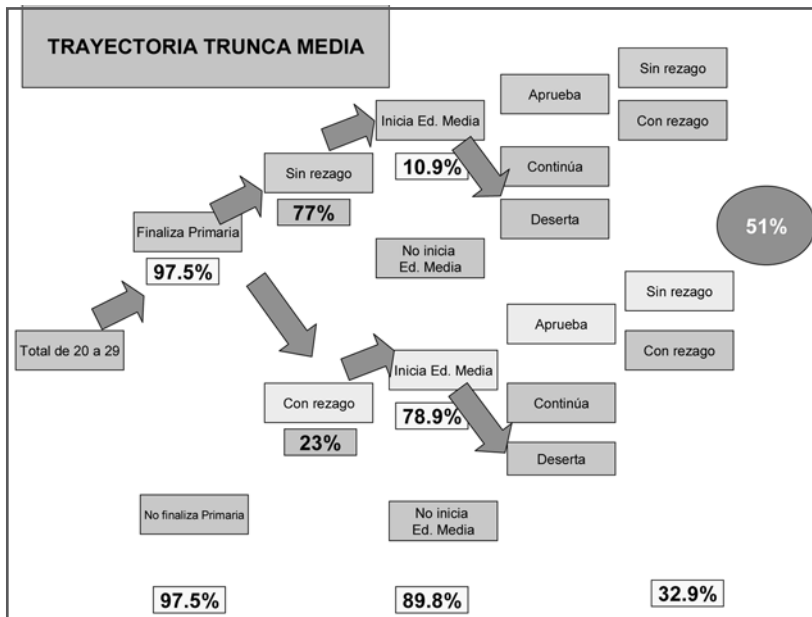 TRAYECTORIA TRUNCA MEDIA
Sin rezago
Aprueba
Con rezago
Inicia Ed. Media
10.9%
Sin rezago
77%
Continúa
Deserta
51%
Finaliza Primaria
97.5%
No inicia
Ed. Media
Sin rezago
Aprueba
Con rezago
Total de 20 a 29
Inicia Ed. Media
78.9%
Con rezago
23%
Continúa
Deserta
No finaliza Primaria
No inicia
Ed. Media
97.5%
89.8%
32.9%